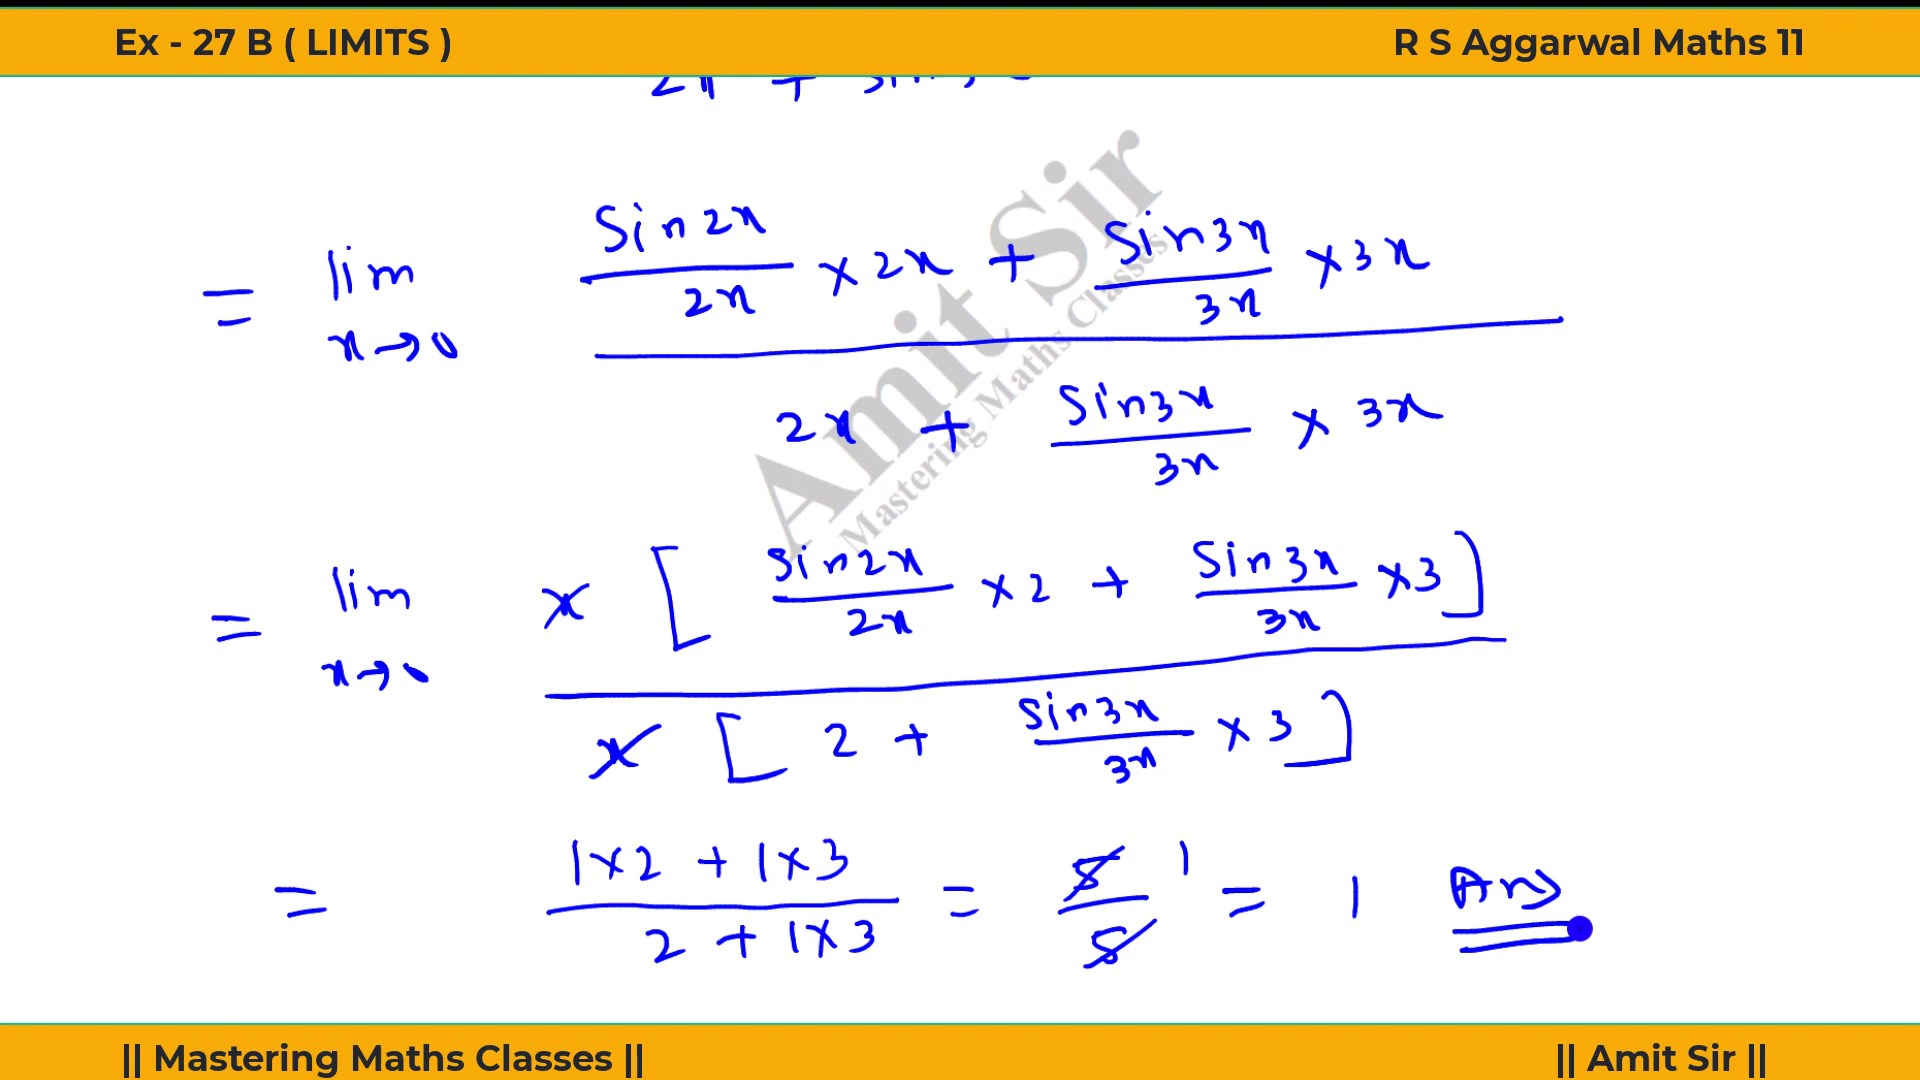 Ex - 27 B ( LIMITS )
R S Aggarwal Maths 11
= lim x→0 (sin2x/2x × 2x + sin3x/3x × 3x) / (2x + sin3x/3x × 3x)
= lim x→0 x [ sin2x/2x × 2 + sin3x/3x × 3 ] / x [ 2 + sin3x/3x × 3 ]
= (1×2 + 1×3) / (2 + 1×3) = 5/5 1 = 1 Ans
Amit Sir
Mastering Maths Classes
|| Mastering Maths Classes ||
|| Amit Sir ||